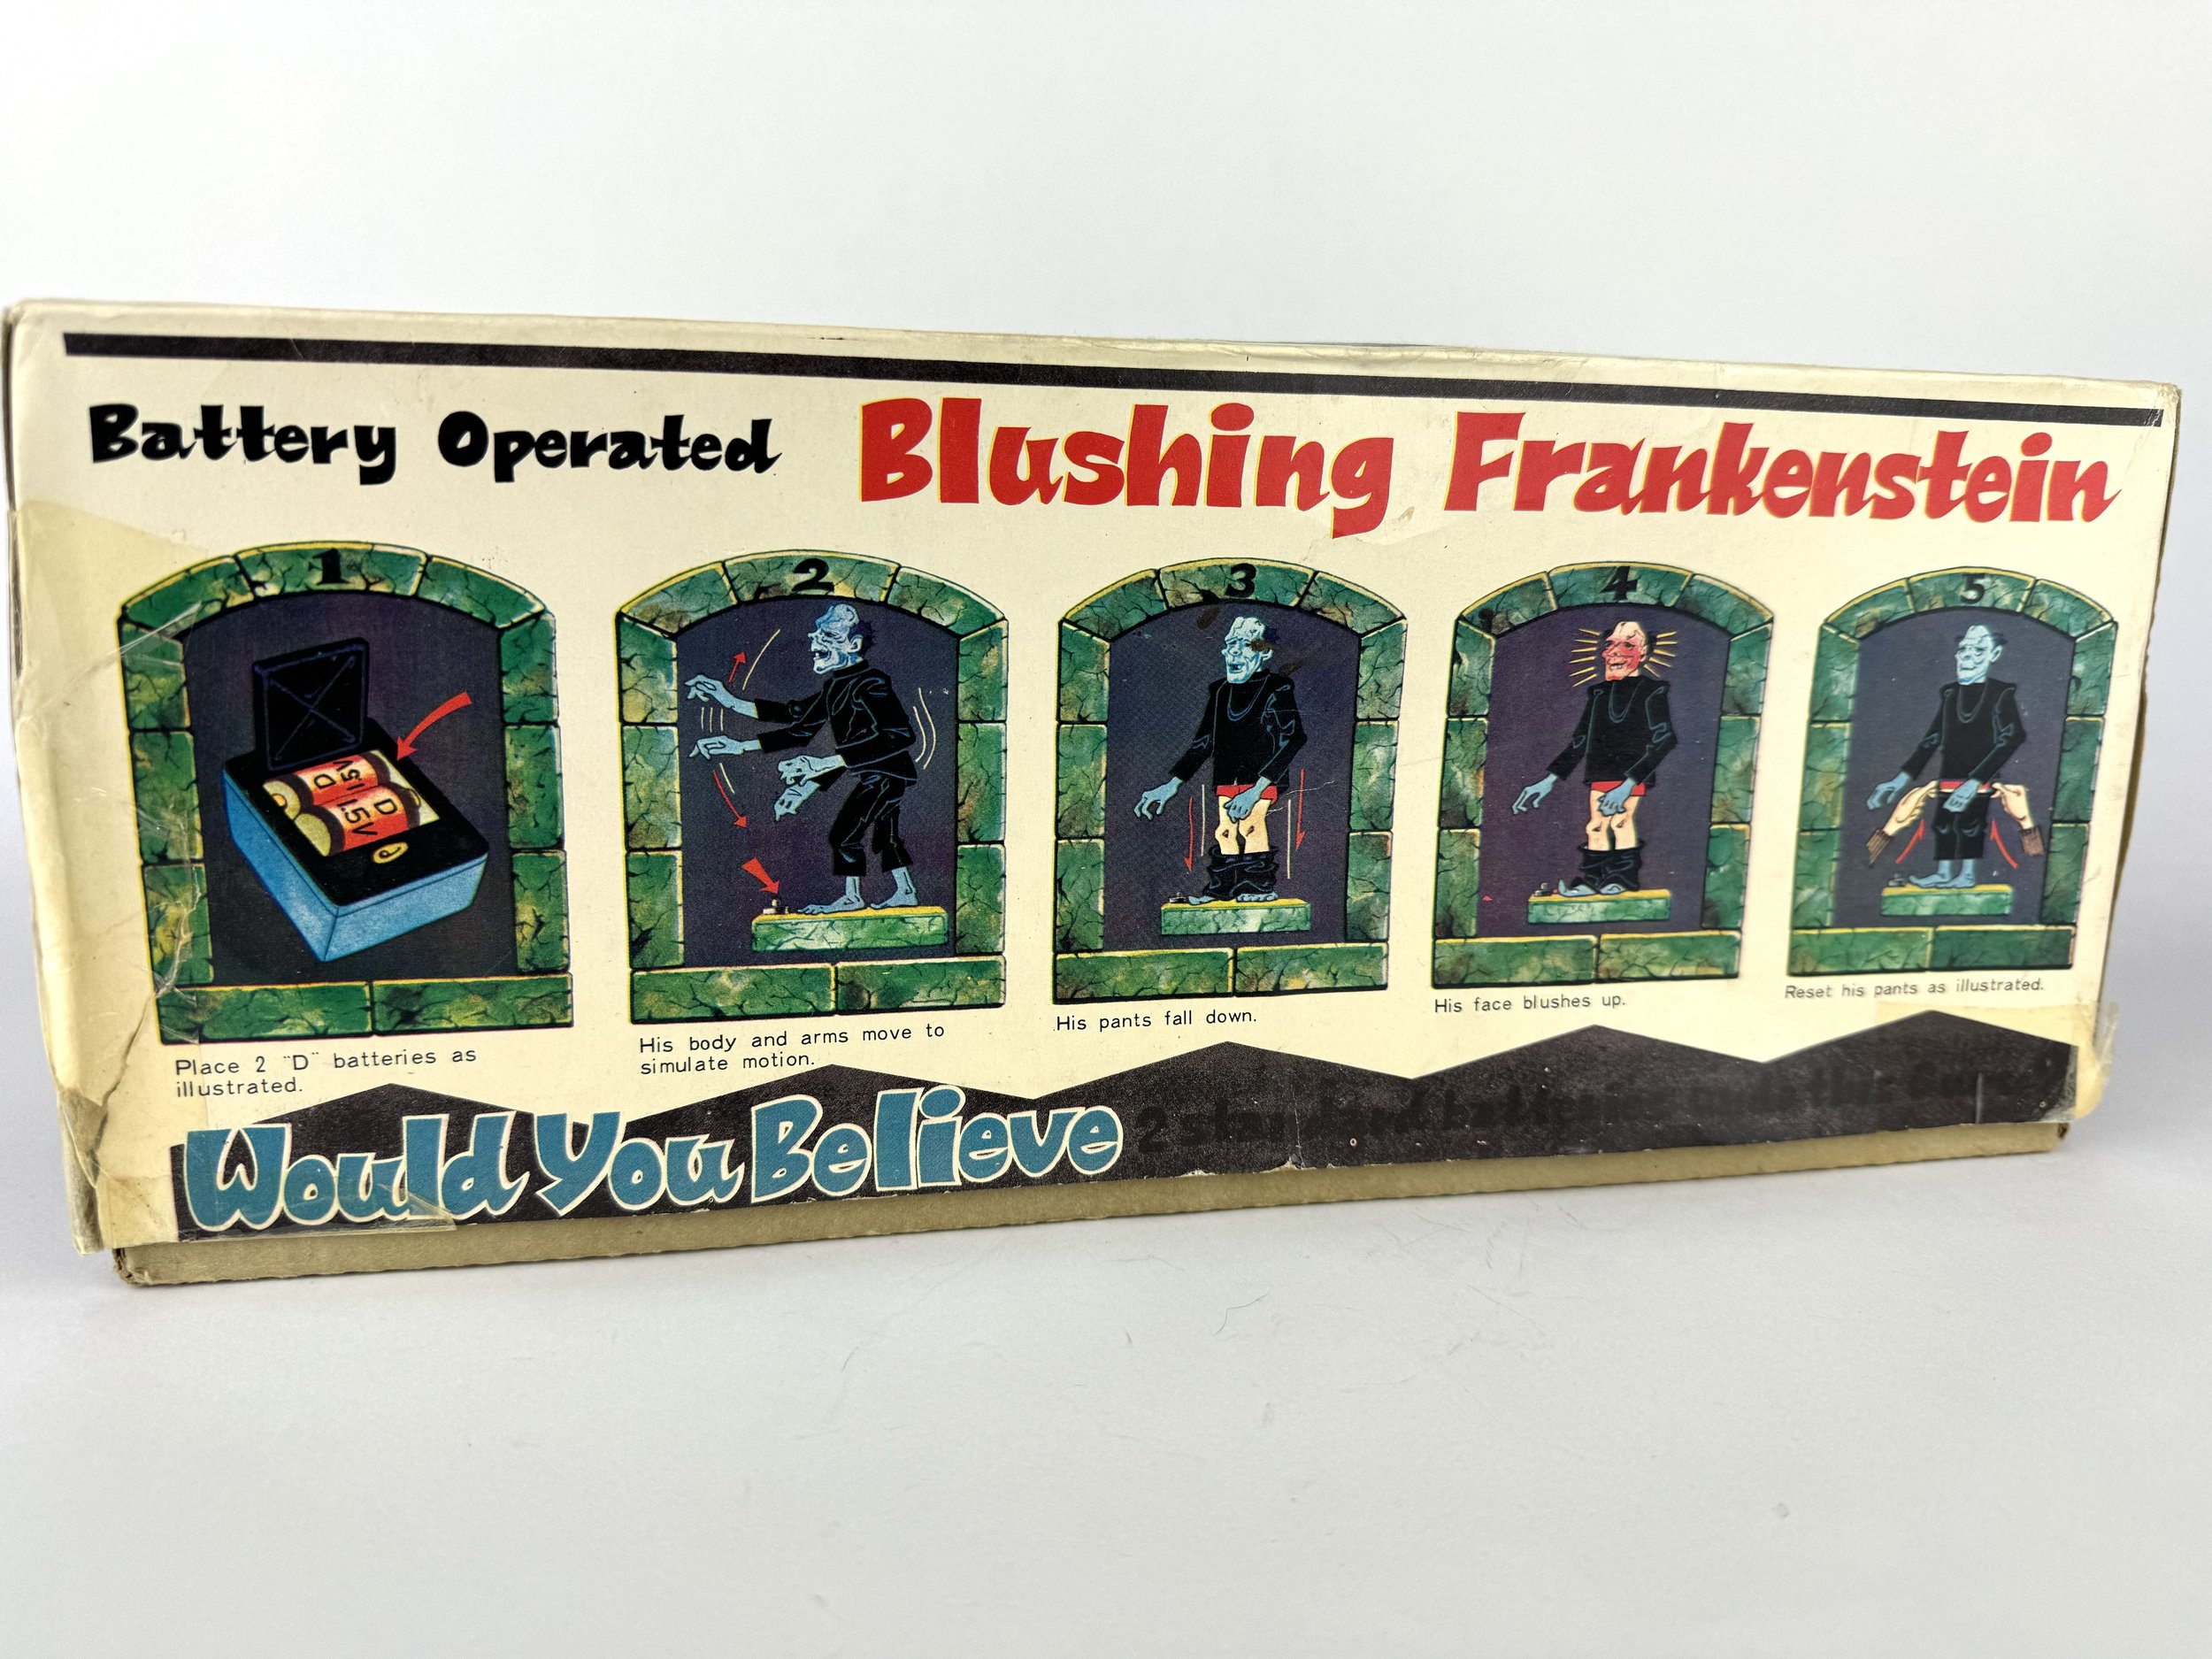 Battery Operated Blushing Frankenstein
1
2
3
4
5
D 1.5V
D 1.5V
Place 2 "D" batteries as
illustrated.
His body and arms move to
simulate motion.
His pants fall down.
His face blushes up.
Reset his pants as illustrated.
Would You Believe